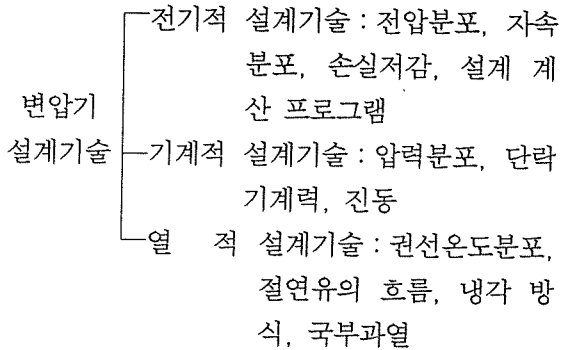 전기적 설계기술 : 전압분포, 자속
분포, 손실저감, 설계 계
산 프로그램
변압기
설계기술
기계적 설계기술 : 압력분포, 단락
기계력, 진동
열 적 설계기술 : 권선온도분포,
절연유의 흐름, 냉각 방
식, 국부과열